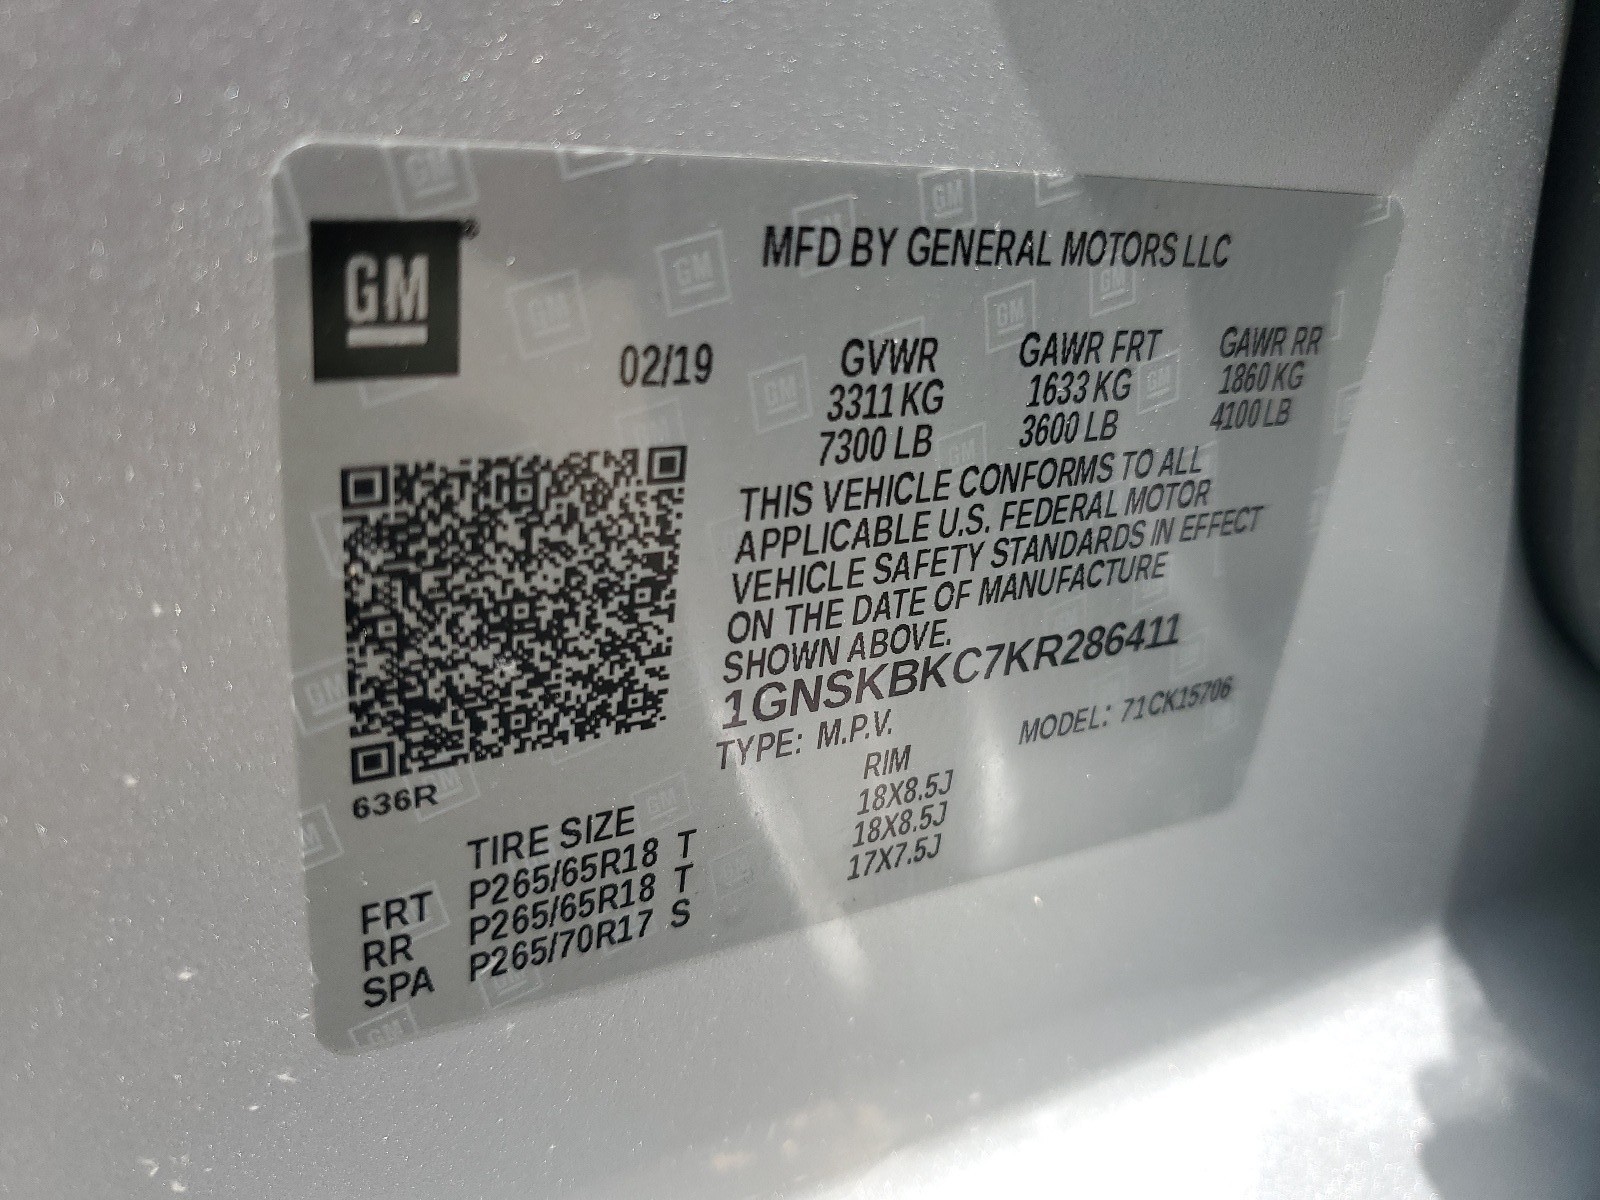 GM®
MFD BY GENERAL MOTORS LLC
02/19
GVWR GAWR FRT GAWR RR
3311 KG 1633 KG 1860 KG
7300 LB 3600 LB 4100 LB
THIS VEHICLE CONFORMS TO ALL
APPLICABLE U.S. FEDERAL MOTOR
VEHICLE SAFETY STANDARDS IN EFFECT
ON THE DATE OF MANUFACTURE
SHOWN ABOVE.
1GNSKBKC7KR286411
TYPE: M.P.V. MODEL: 71CK15706
636R
TIRE SIZE RIM
FRT P265/65R18 T 18X8.5J
RR P265/65R18 T 18X8.5J
SPA P265/70R17 S 17X7.5J